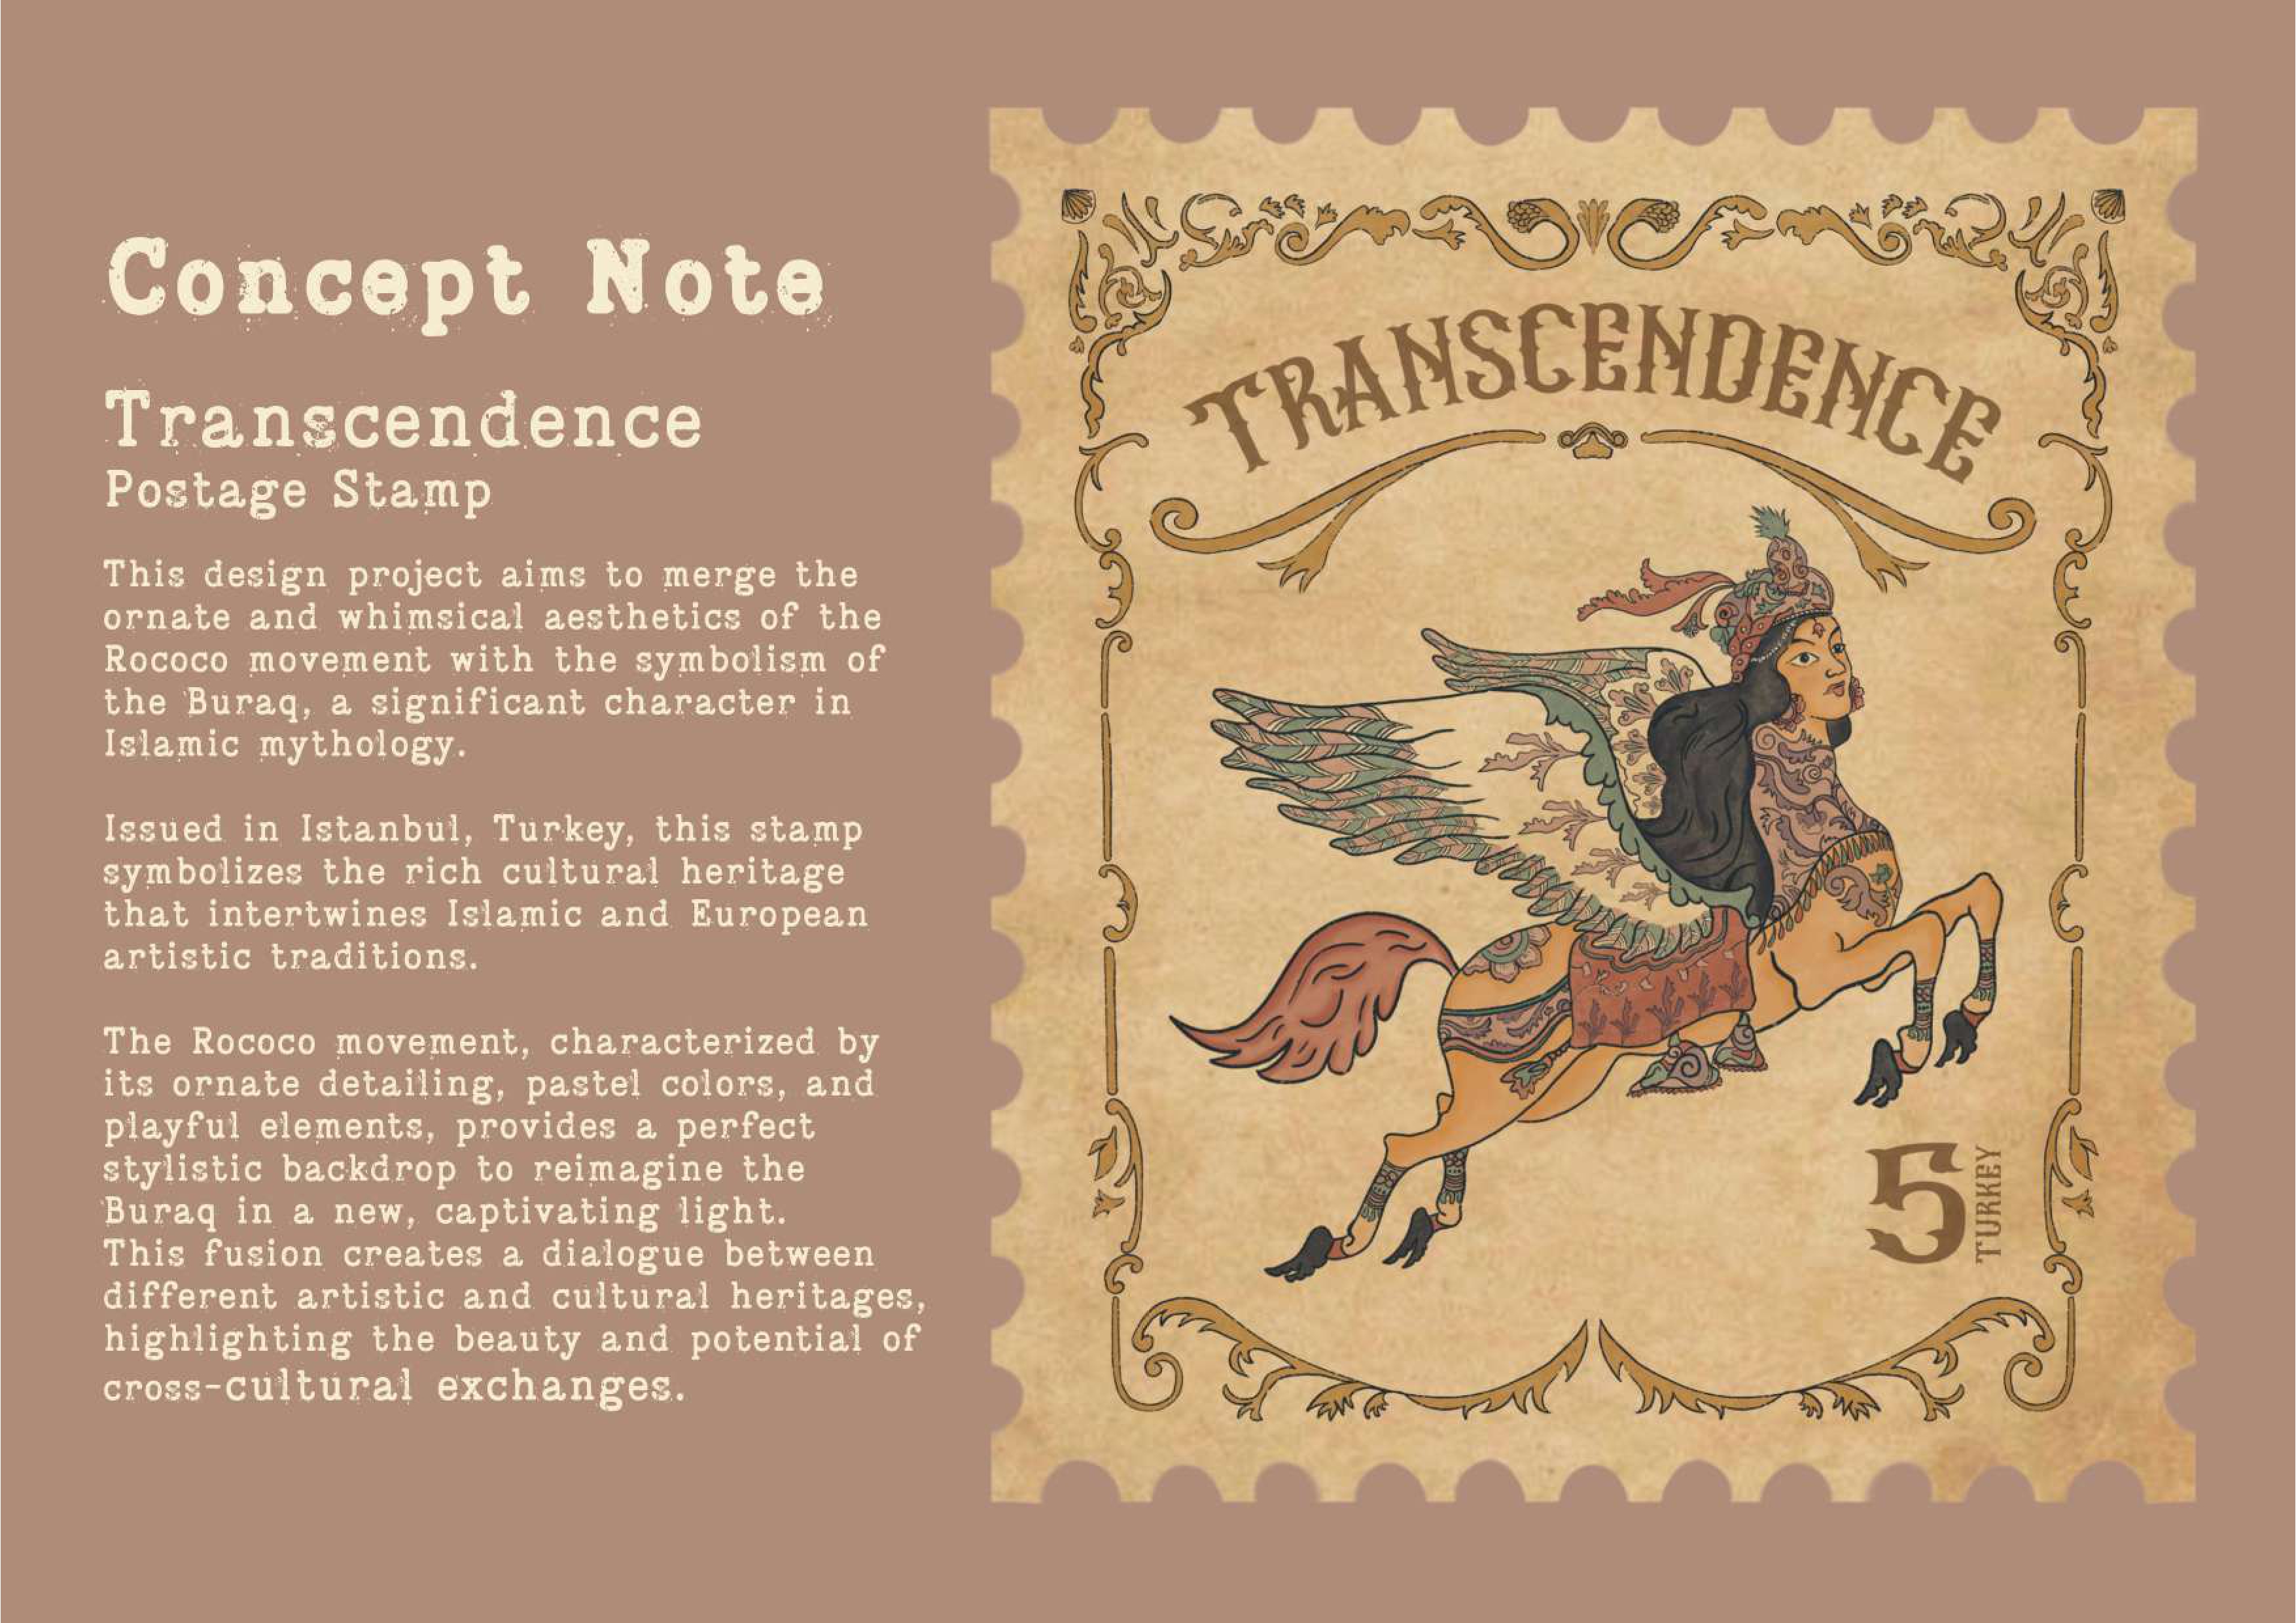 Concept Note
Transcendence
Postage Stamp
This design project aims to merge the
ornate and whimsical aesthetics of the
Rococo movement with the symbolism of
the Buraq, a significant character in
Islamic mythology.
Issued in Istanbul, Turkey, this stamp
symbolizes the rich cultural heritage
that intertwines Islamic and European
artistic traditions.
The Rococo movement, characterized by
its ornate detailing, pastel colors, and
playful elements, provides a perfect
stylistic backdrop to reimagine the
Buraq in a new, captivating light.
This fusion creates a dialogue between
different artistic and cultural heritages,
highlighting the beauty and potential of
cross-cultural exchanges.
TRANSCENDENCE
5
TURKEY